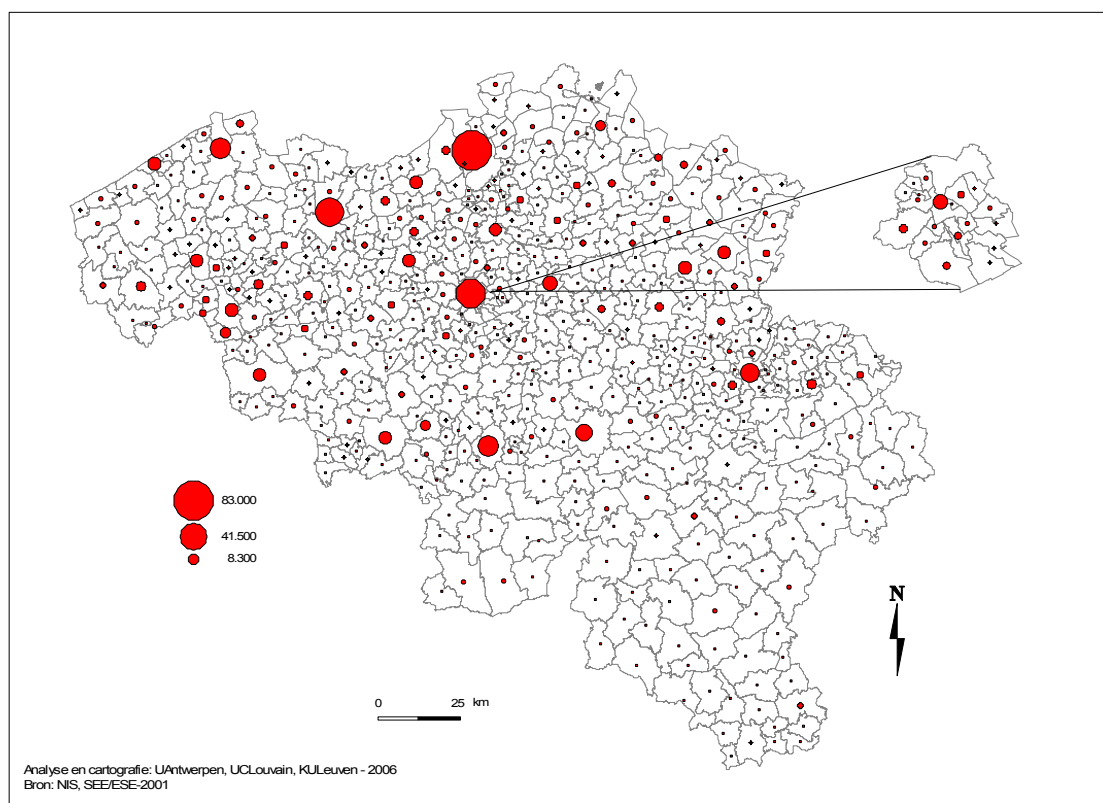 83.000
41.500
8.300
N
0 25 km
Analyse en cartografie: UAntwerpen, UCLouvain, KULeuven - 2006
Bron: NIS, SEE/ESE-2001